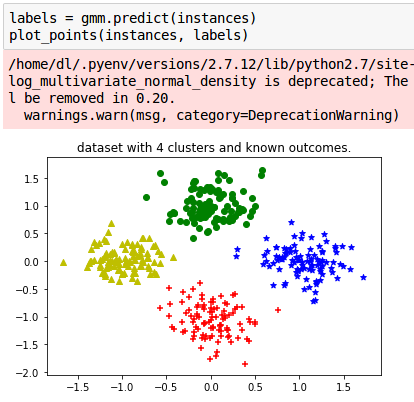 labels = gmm.predict(instances)
plot_points(instances, labels)
/home/dl/.pyenv/versions/2.7.12/lib/python2.7/site-
log_multivariate_normal_density is deprecated; The
l be removed in 0.20.
warnings.warn(msg, category=DeprecationWarning)
dataset with 4 clusters and known outcomes.
1.5
1.0
0.5
0.0
−0.5
−1.0
−1.5
−2.0
−1.5 −1.0 −0.5 0.0 0.5 1.0 1.5